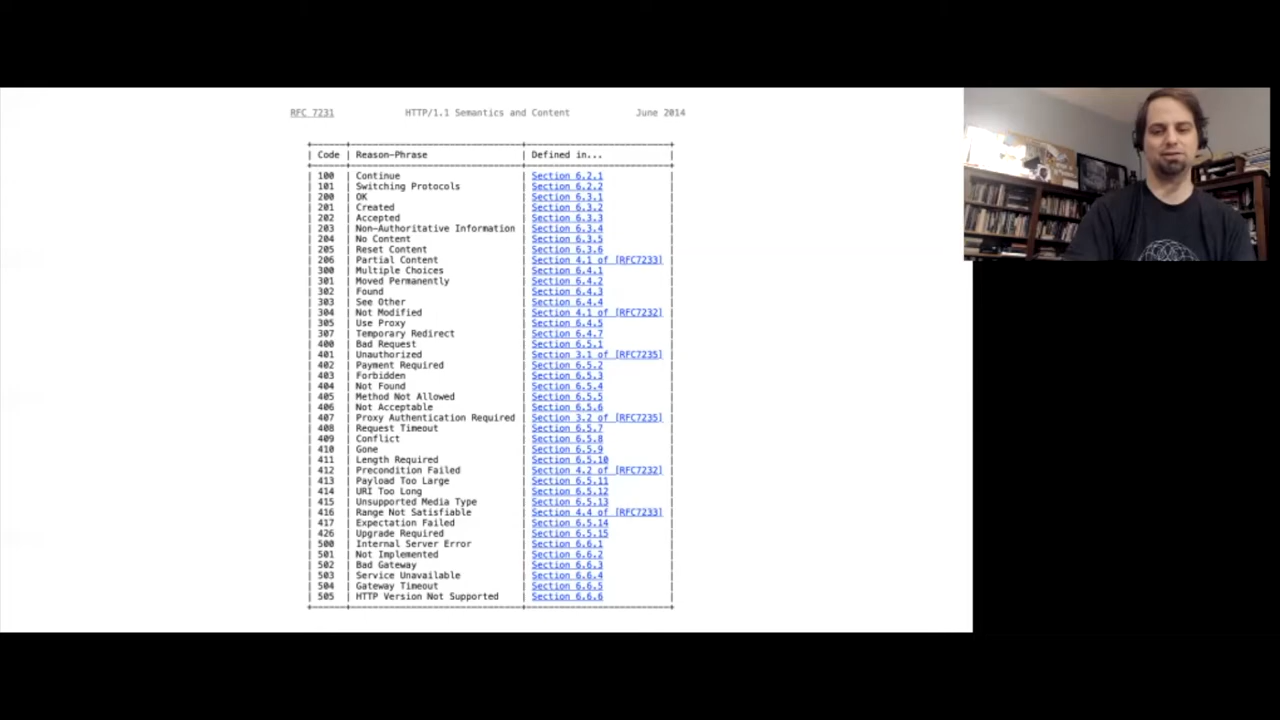 RFC 7231 HTTP/1.1 Semantics and Content June 2014
| Code | Reason-Phrase | Defined in... |
| 100 | Continue | Section 6.2.1 |
| 101 | Switching Protocols | Section 6.2.2 |
| 200 | OK | Section 6.3.1 |
| 201 | Created | Section 6.3.2 |
| 202 | Accepted | Section 6.3.3 |
| 203 | Non-Authoritative Information | Section 6.3.4 |
| 204 | No Content | Section 6.3.5 |
| 205 | Reset Content | Section 6.3.6 |
| 206 | Partial Content | Section 4.1 of [RFC7233] |
| 300 | Multiple Choices | Section 6.4.1 |
| 301 | Moved Permanently | Section 6.4.2 |
| 302 | Found | Section 6.4.3 |
| 303 | See Other | Section 6.4.4 |
| 304 | Not Modified | Section 4.1 of [RFC7232] |
| 305 | Use Proxy | Section 6.4.5 |
| 307 | Temporary Redirect | Section 6.4.7 |
| 400 | Bad Request | Section 6.5.1 |
| 401 | Unauthorized | Section 3.1 of [RFC7235] |
| 402 | Payment Required | Section 6.5.2 |
| 403 | Forbidden | Section 6.5.3 |
| 404 | Not Found | Section 6.5.4 |
| 405 | Method Not Allowed | Section 6.5.5 |
| 406 | Not Acceptable | Section 6.5.6 |
| 407 | Proxy Authentication Required | Section 3.2 of [RFC7235] |
| 408 | Request Timeout | Section 6.5.7 |
| 409 | Conflict | Section 6.5.8 |
| 410 | Gone | Section 6.5.9 |
| 411 | Length Required | Section 6.5.10 |
| 412 | Precondition Failed | Section 4.2 of [RFC7232] |
| 413 | Payload Too Large | Section 6.5.11 |
| 414 | URI Too Long | Section 6.5.12 |
| 415 | Unsupported Media Type | Section 6.5.13 |
| 416 | Range Not Satisfiable | Section 4.4 of [RFC7233] |
| 417 | Expectation Failed | Section 6.5.14 |
| 426 | Upgrade Required | Section 6.5.15 |
| 500 | Internal Server Error | Section 6.6.1 |
| 501 | Not Implemented | Section 6.6.2 |
| 502 | Bad Gateway | Section 6.6.3 |
| 503 | Service Unavailable | Section 6.6.4 |
| 504 | Gateway Timeout | Section 6.6.5 |
| 505 | HTTP Version Not Supported | Section 6.6.6 |